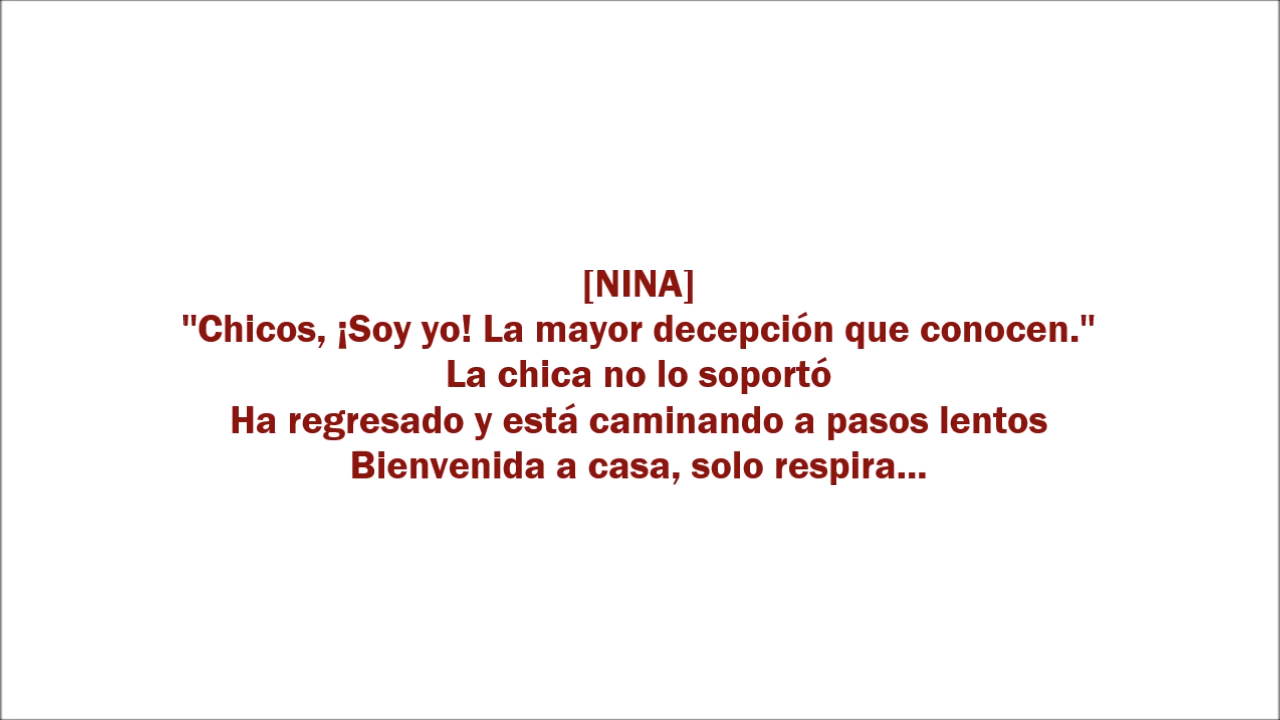 [NINA]
"Chicos, ¡Soy yo! La mayor decepción que conocen."
La chica no lo soportó
Ha regresado y está caminando a pasos lentos
Bienvenida a casa, solo respira...